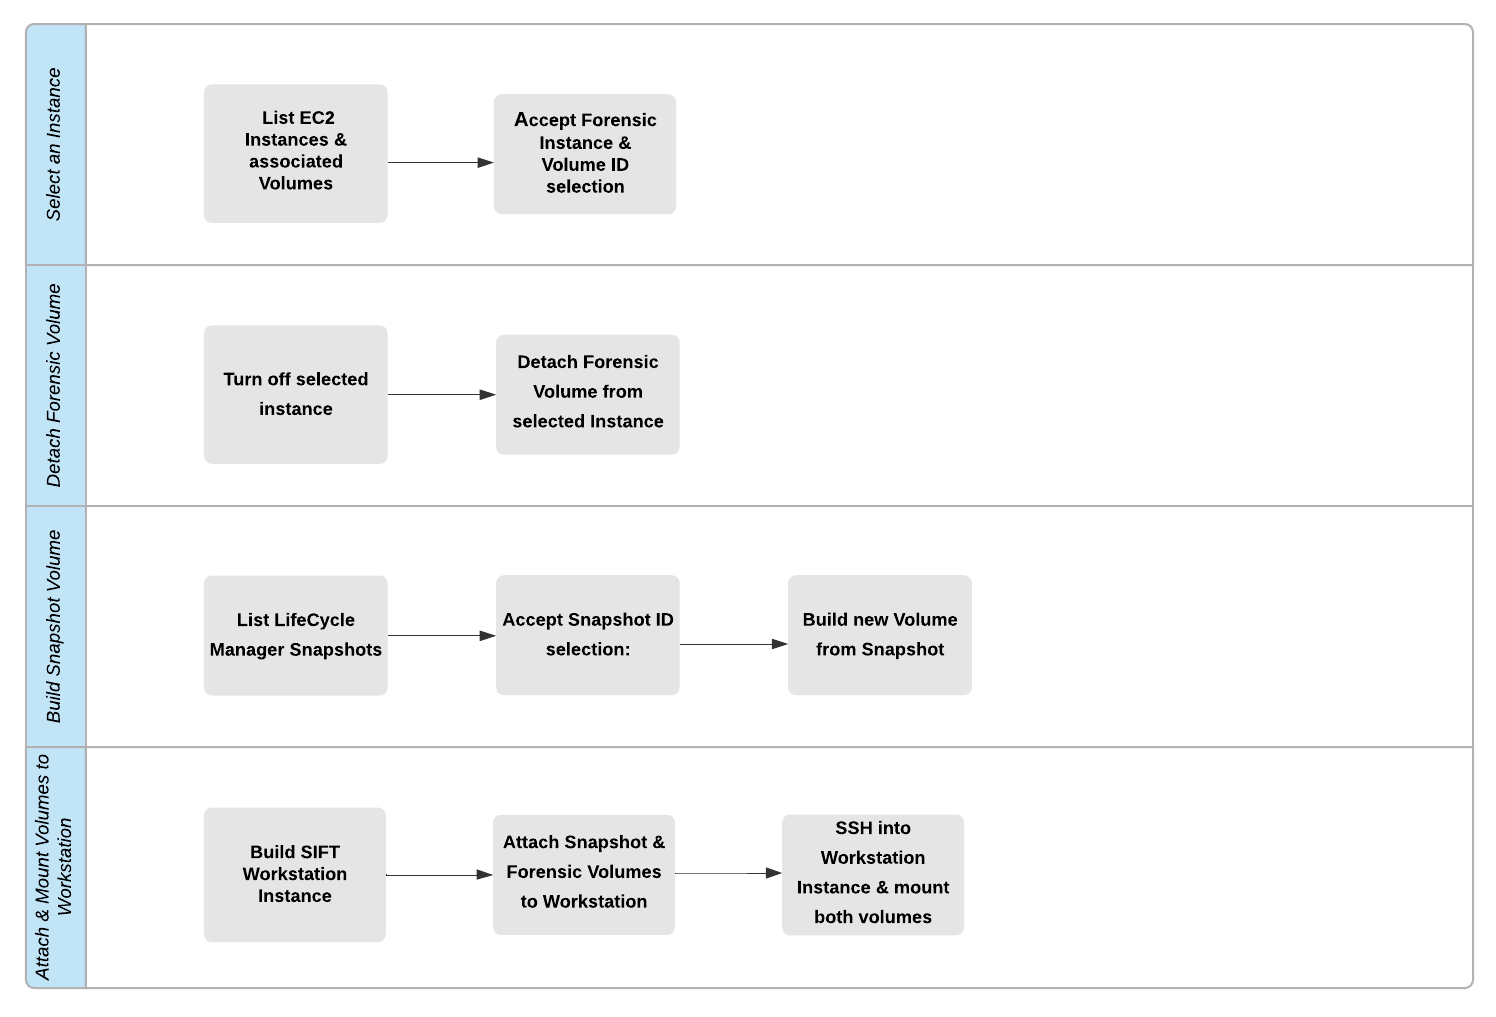 Select an Instance
List EC2
Instances &
associated
Volumes
Accept Forensic
Instance &
Volume ID
selection
Detach Forensic Volume
Turn off selected
instance
Detach Forensic
Volume from
selected Instance
Build Snapshot Volume
List LifeCycle
Manager Snapshots
Accept Snapshot ID
selection:
Build new Volume
from Snapshot
Attach & Mount Volumes to
Workstation
Build SIFT
Workstation
Instance
Attach Snapshot &
Forensic Volumes
to Workstation
SSH into
Workstation
Instance & mount
both volumes